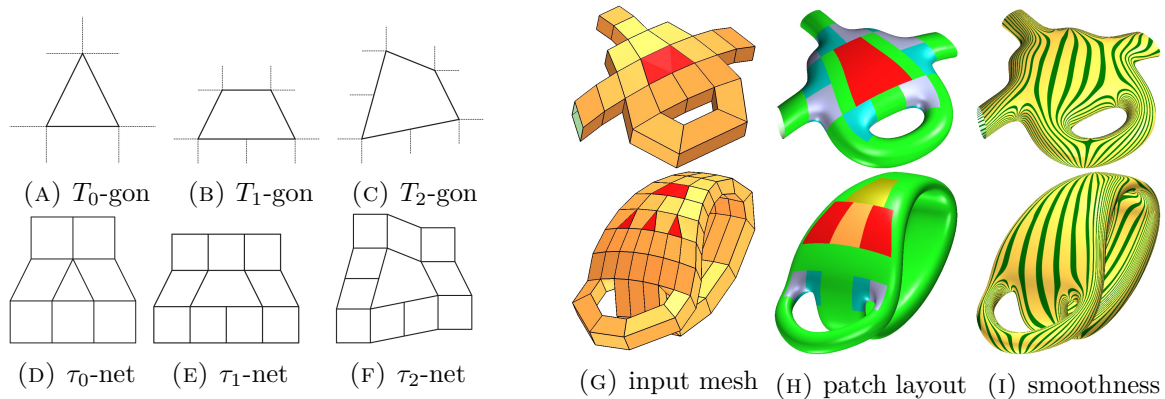 (A) T₀-gon
(B) T₁-gon
(C) T₂-gon
(D) τ₀-net
(E) τ₁-net
(F) τ₂-net
(G) input mesh
(H) patch layout
(I) smoothness